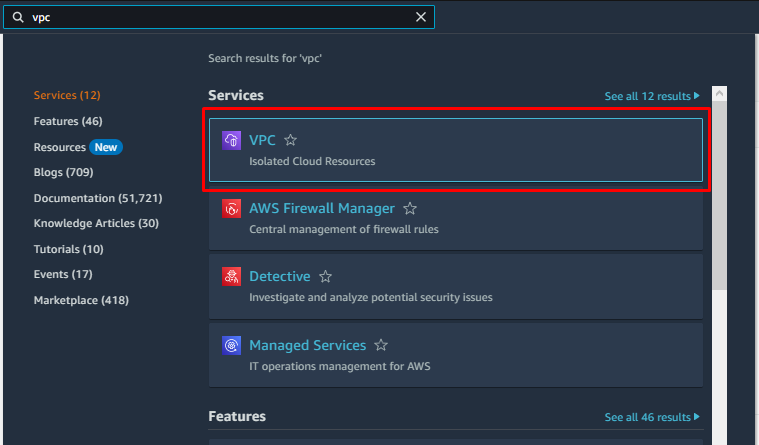 vpc
Search results for 'vpc'
Services (12)
Features (46)
Resources New
Blogs (709)
Documentation (51,721)
Knowledge Articles (30)
Tutorials (10)
Events (17)
Marketplace (418)
Services
See all 12 results
VPC
Isolated Cloud Resources
AWS Firewall Manager
Central management of firewall rules
Detective
Investigate and analyze potential security issues
Managed Services
IT operations management for AWS
Features
See all 46 results